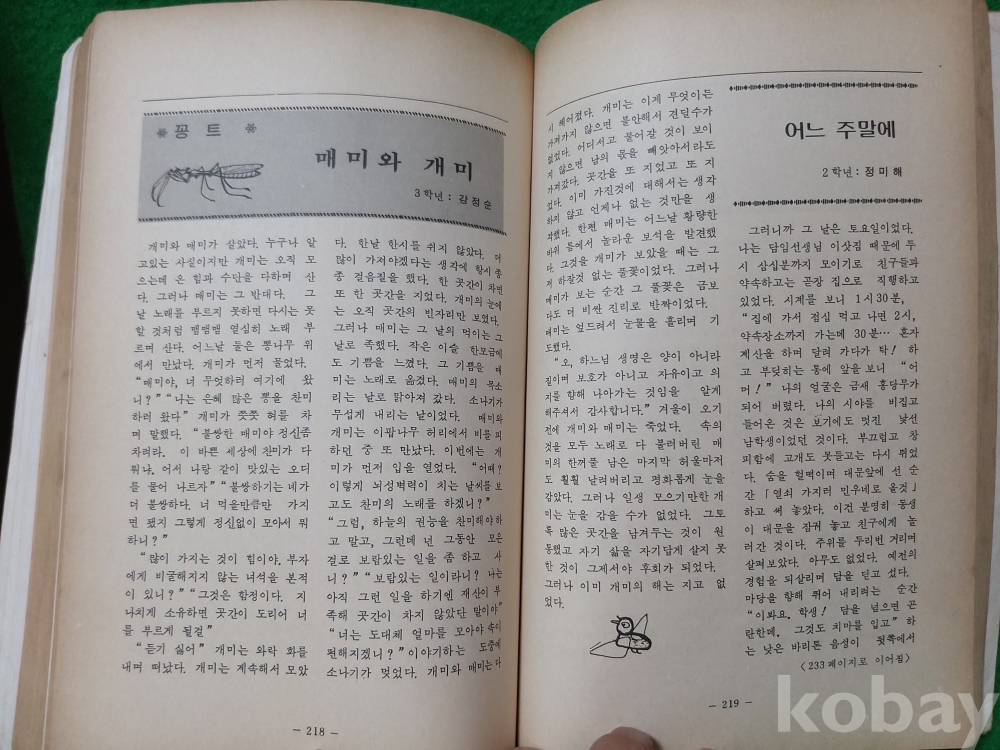 ※꽁 트 ※
매미와 개미
3학년 : 강정순
개미와 매미가 살았다. 누구나 알
고있는 사실이지만 개미는 오직 모
으는데 온 힘과 수단을 다하며 산
다. 그러나 매미는 그 반대다. 그
날 노래를 부르지 못하면 다시는 못
할 것처럼 맴맴맴 열심히 노래 부
르며 산다. 어느날 둘은 뽕나무 위
에서 만났다. 개미가 먼저 물었다.
“매미야, 너 무엇하러 여기에 왔
니?” “나는 은혜 많은 뽕을 찬미
하러 왔다” 개미가 쯧쯧 혀를 차
며 말했다. “불쌍한 매미야 정신좀
차려라. 이 바쁜 세상에 찬미가 다
뭐냐. 어서 나랑 같이 맛있는 오디
를 물어 나르자” “불쌍하기는 네가
더 불쌍하다. 너 먹을만큼만 가지
면 됐지 그렇게 정신없이 모아서 뭐
하니?”
“많이 가지는 것이 힘이야. 부자
에게 비굴해지지 않는 녀석을 본적
이 있니?” “그것은 함정이다. 지
나치게 소유하면 곳간이 도리어 너
를 부르게 될걸”
“듣기 싫어” 개미는 와락 화를
내며 떠났다. 개미는 계속해서 모았
다. 한날 한시를 쉬지 않았다. 더
많이 가져야겠다는 생각에 항시 종
종 걸음질을 했다. 한 곳간이 차면
또 한 곳간을 지었다. 개미의 눈에
는 오직 곳간의 빈자리만 보였다.
그러나 매미는 그 날의 먹이는 그
날로 족했다. 작은 이슬 한모금에
도 기쁨을 느꼈다. 그 기쁨을 매
미는 노래로 옮겼다. 매미의 목소
리는 날로 맑아져 갔다. 소나기가
무섭게 내리는 날이었다. 매미와
개미는 이팝나무 허리에서 비를 피
하던 중 또 만났다. 이번에는 개
미가 먼저 입을 열었다. “어때?
이렇게 뇌성벽력이 치는 날씨를 보
고도 찬미의 노래를 하겠니?”
“그럼, 하늘의 권능을 찬미해야하
고 말고, 그런데 넌 그동안 모은
걸로 보람있는 일을 좀 하고 사
니?” “보람있는 일이라니? 나는
아직 그런 일을 하기엔 재산이 부
족해 곳간이 차지 않았단 말이야”
“너는 도대체 얼마를 모아야 속이
편해지겠니?” 이야기하는 도중에
소나기가 멎었다. 개미와 매미는 다
– 218 –
시 헤어졌다. 개미는 이제 무엇이든
가져가지 않으면 불안해서 견딜수가
없었다. 어디서고 물어갈 것이 보이
지 않으면 남의 몫을 빼앗아서라도
가져갔다. 곳간을 또 지었고 또 지
었다. 이미 가진것에 대해서는 생각
하지 않고 언제나 없는 것만을 생
각했다. 한편 매미는 어느날 황량한
바위 틈에서 놀라운 보석을 발견했
다. 그것을 개미가 보았을 때는 그
저 하잘것 없는 풀꽃이었다. 그러나
매미가 보는 순간 그 풀꽃은 금보
다도 더 비싼 진리로 반짝이었다.
매미는 엎드려서 눈물을 흘리며 기
도했다.
“오, 하느님 생명은 양이 아니라
질이며 보호가 아니고 자유이고 의
지를 향해 나아가는 것임을 알게
해주셔서 감사합니다.” 겨울이 오기
전에 개미와 매미는 죽었다. 속의
것을 모두 노래로 다 불러버린 매
미의 한꺼풀 남은 마지막 허울마저
도 훨훨 날려버리고 평화롭게 눈을
감았다. 그러나 일생 모으기만한 개
미는 눈을 감을 수가 없었다. 그토
록 많은 곳간을 남겨두는 것이 원
통했고 자기 삶을 자기답게 살지 못
한 것이 그제서야 후회가 되었다.
그러나 이미 개미의 해는 지고 없
었다.
어느 주말에
2학년 : 정미해
그러니까 그 날은 토요일이었다.
나는 담임선생님 이삿짐 때문에 두
시 삼십분까지 모이기로 친구들과
약속하고는 곧장 집으로 직행하고
있었다. 시계를 보니 1시 30분,
“집에 가서 점심 먹고 나면 2시,
약속장소까지 가는데 30분… 혼자
계산을 하며 달려 가다가 탁! 하
고 부딪히는 통에 앞을 보니 “어
머!” 나의 얼굴은 금새 홍당무가
되어 버렸다. 나의 시야를 비집고
들어온 것은 보기에도 멋진 낯선
남학생이었던 것이다. 부끄럽고 창
피함에 고개도 못들고는 다시 뛰었
다. 숨을 헐떡이며 대문앞에 선 순
간 「열쇠 가지러 민우네로 올것」
하고 써 놓았다. 이건 분명히 동생
이 대문을 잠궈 놓고 친구에게 놀
러간 것이다. 주위를 두리번 거리며
살펴보았다. 아무도 없었다. 예전의
경험을 되살리며 담을 딛고 섰다.
마당을 향해 뛰어 내리려는 순간
“이봐요. 학생! 담을 넘으면 곤
란한데. 그것도 치마를 입고” 하
는 낮은 바리톤 음성이 뒷쪽에서
〈233페이지로 이어짐〉
– 219 –
kobay